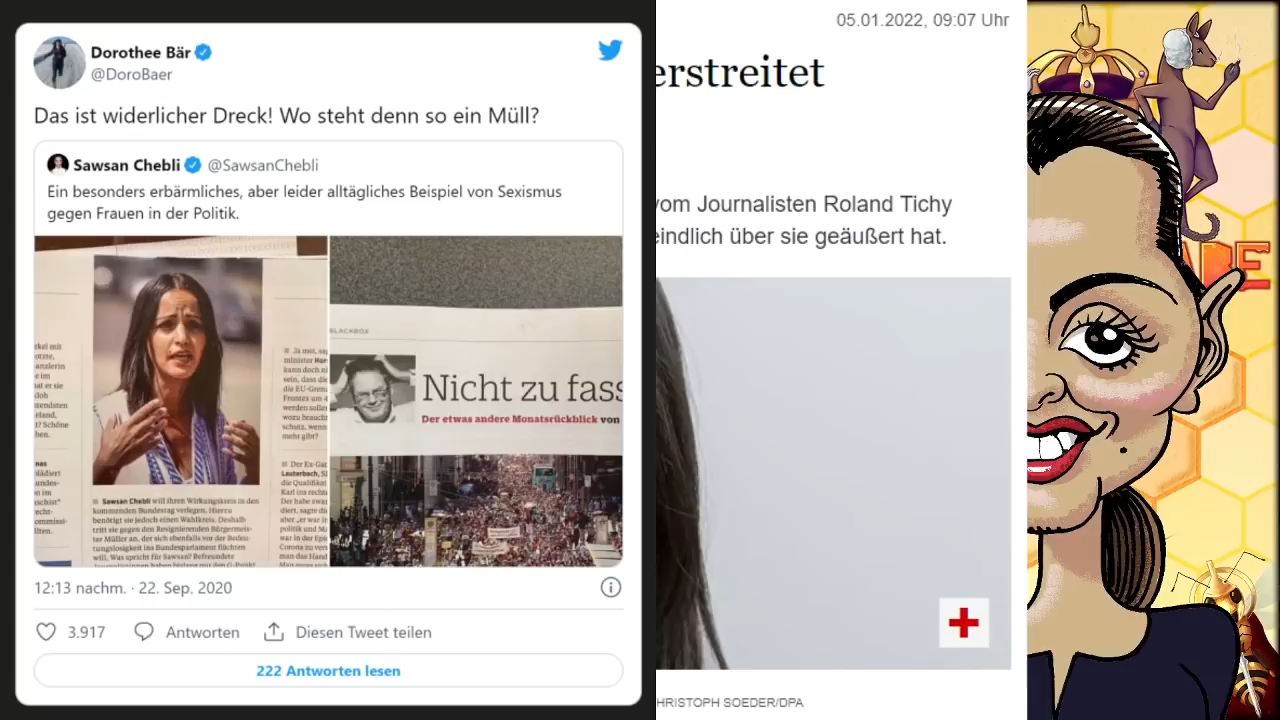 Dorothee Bär
@DoroBaer
Das ist widerlicher Dreck! Wo steht denn so ein Müll?
Sawsan Chebli @SawsanChebli
Ein besonders erbärmliches, aber leider alltägliches Beispiel von Sexismus
gegen Frauen in der Politik.
BLACKBOX
Nicht zu fass
Der etwas andere Monatsrückblick von
Sawsan Chebli will ihren Wirkungskreis in den
kommenden Bundestag verlegen. Hierzu
benötigt sie jedoch einen Wahlkreis. Deshalb
tritt sie gegen den Resignierenden Bürgermeis-
ter Müller an, der sich ebenfalls vor der Bedeu-
tungslosigkeit ins Bundesparlament flüchten
will. Was spricht für Sawsan? Befreundete
12:13 nachm. · 22. Sep. 2020
3.917 Antworten Diesen Tweet teilen
222 Antworten lesen
05.01.2022, 09:07 Uhr
erstreitet
vom Journalisten Roland Tichy
eindlich über sie geäußert hat.
HRISTOPH SOEDER/DPA